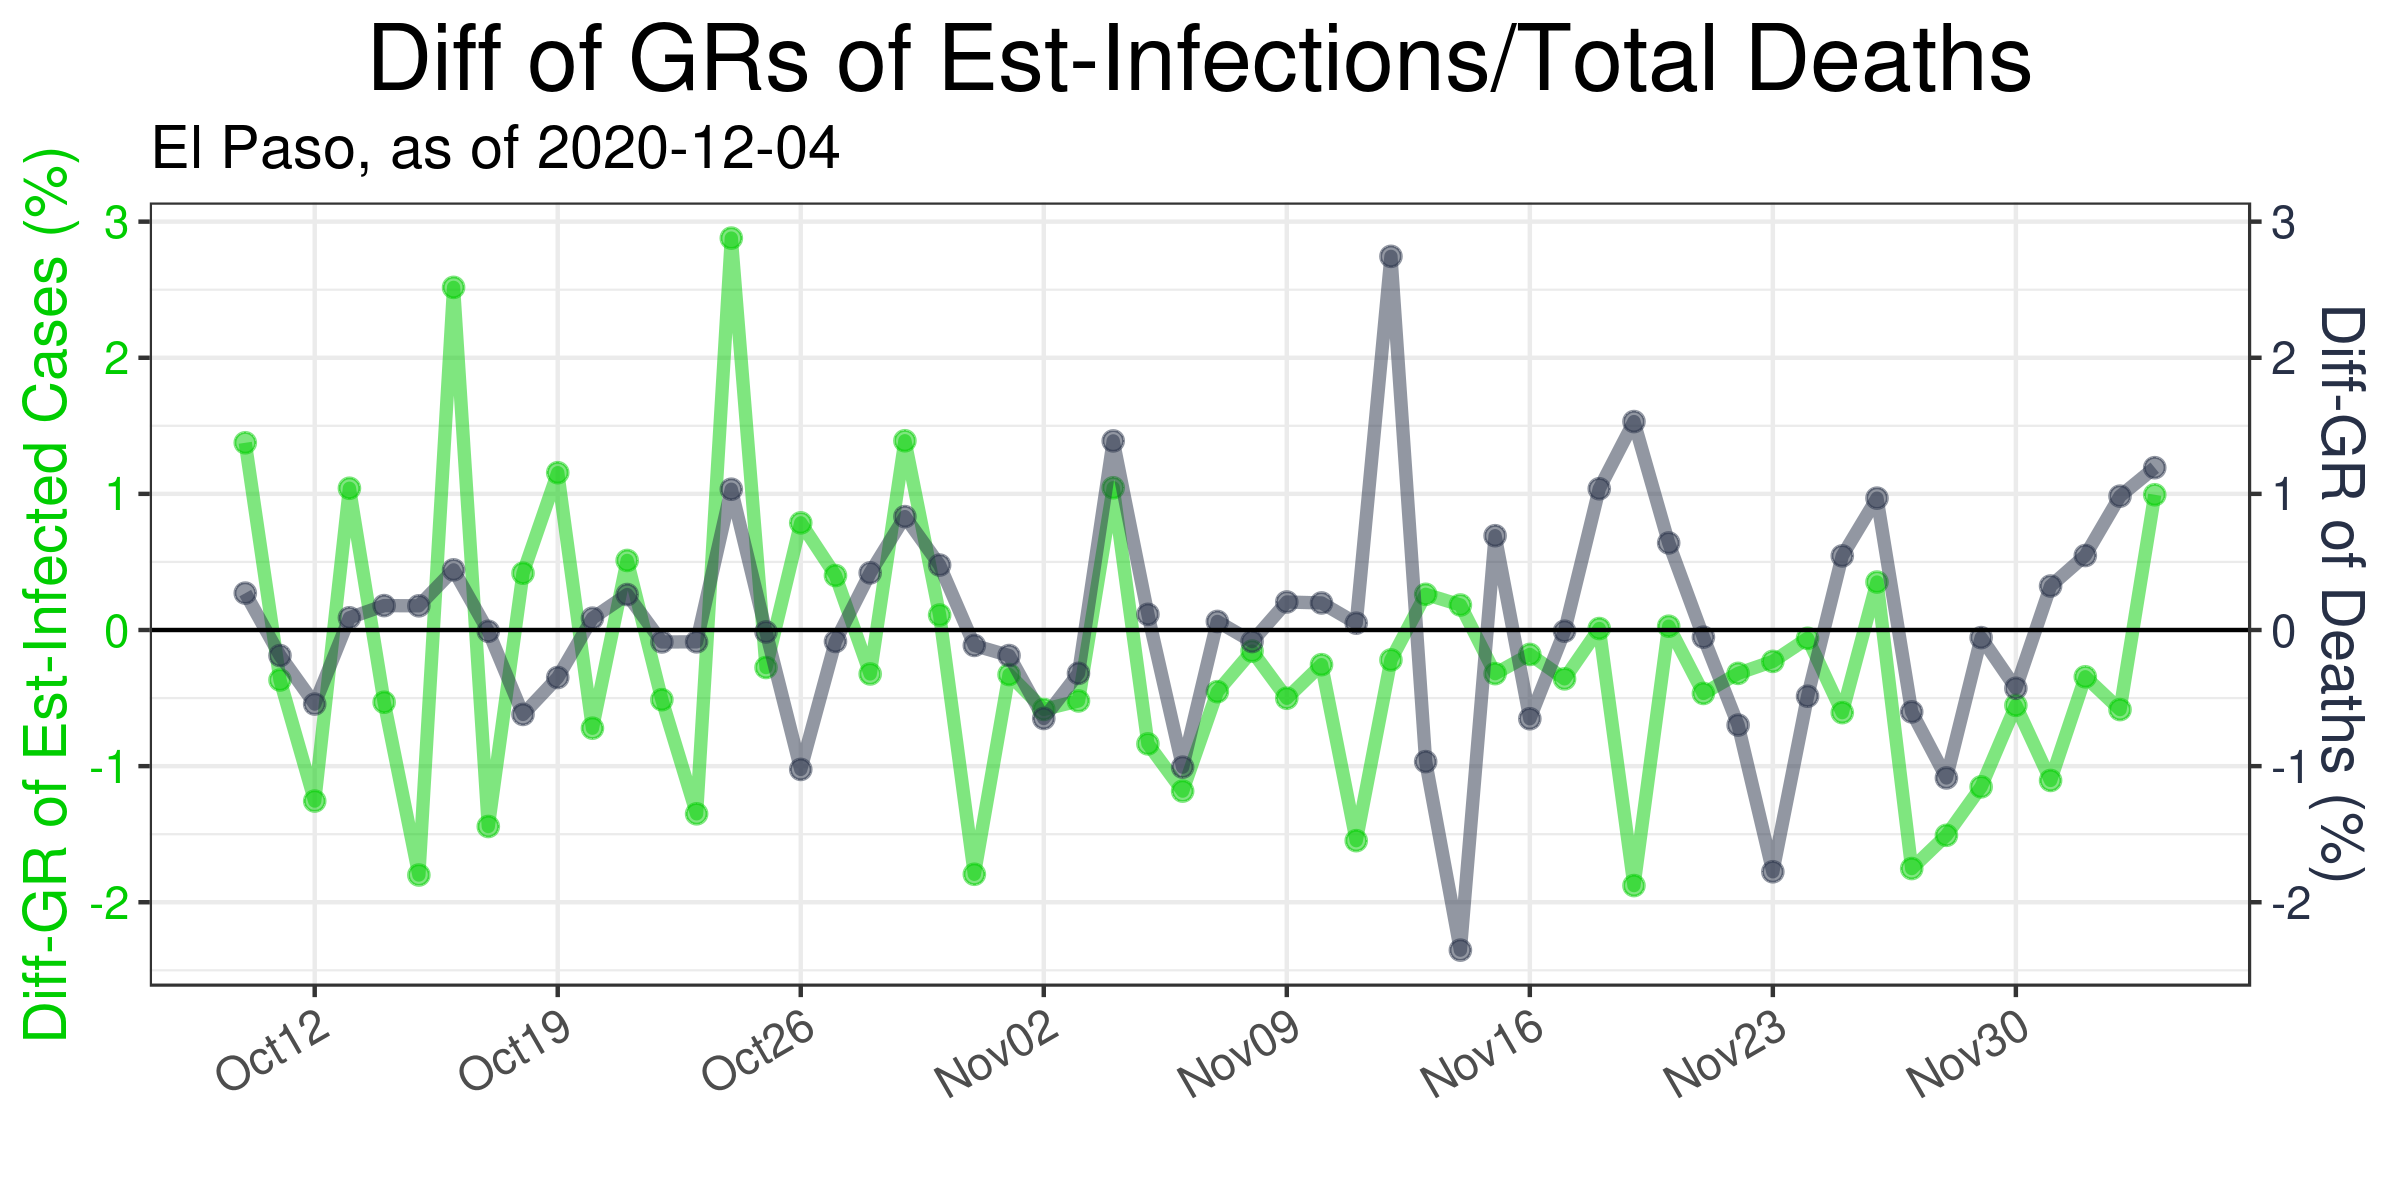 Diff of GRs of Est-Infections/Total Deaths
El Paso, as of 2020-12-04
Diff-GR of Est-Infected Cases (%)
3
2
1
0
-1
-2
3
2
1
0
-1
-2
Diff-GR of Deaths (%)
Oct12
Oct19
Oct26
Nov02
Nov09
Nov16
Nov23
Nov30